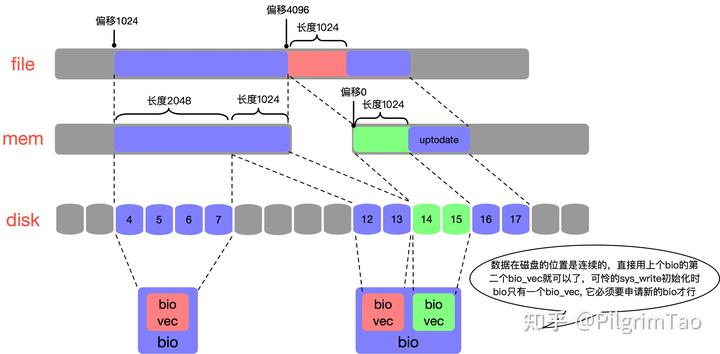 偏移1024
偏移4096
长度1024
file
偏移0
长度2048
长度1024
长度1024
mem
uptodate
disk
4
5
6
7
12
13
14
15
16
17
数据在磁盘的位置是连续的，直接用上个bio的第
二个bio_vec就可以了，可怜的sys_write初始化时
bio只有一个bio_vec, 它必须要申请新的bio才行
bio
vec
bio
bio
vec
bio
vec
bio
知乎 @PilgrimTao